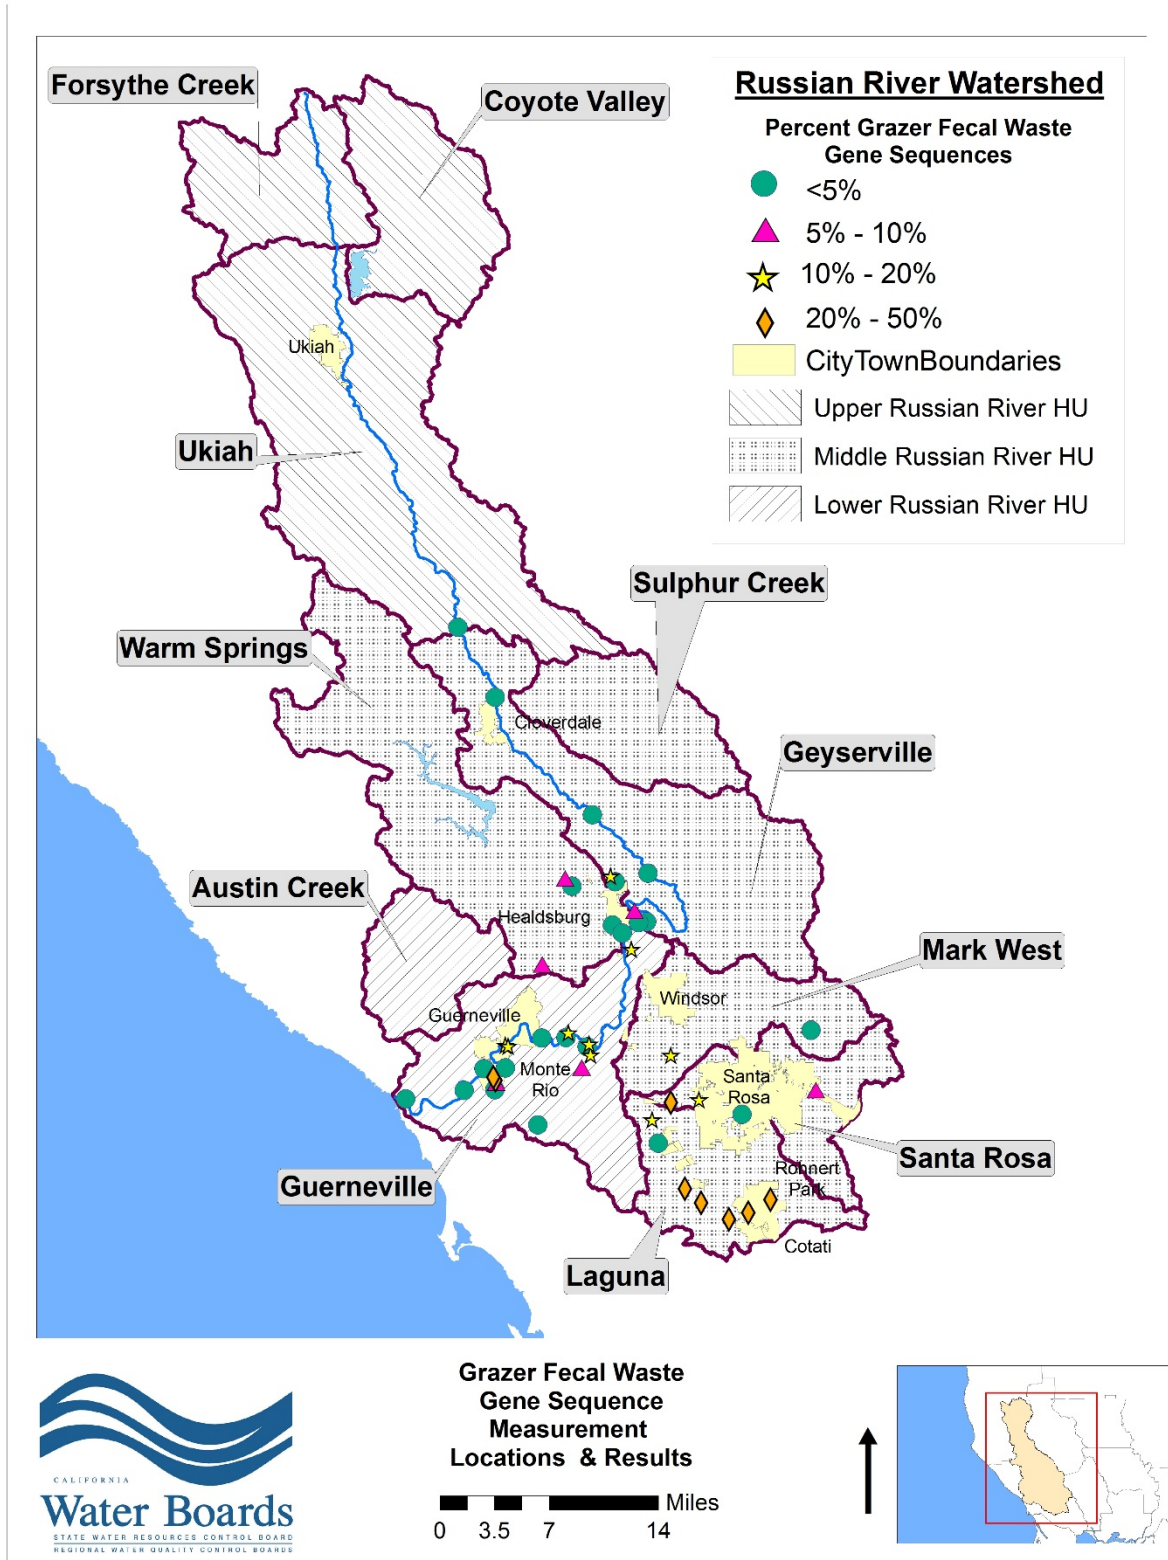 Forsythe Creek
Coyote Valley
Russian River Watershed
Percent Grazer Fecal Waste
Gene Sequences
<5%
5% - 10%
10% - 20%
20% - 50%
CityTownBoundaries
Upper Russian River HU
Middle Russian River HU
Lower Russian River HU
Ukiah
Ukiah
Sulphur Creek
Warm Springs
Cloverdale
Geyserville
Austin Creek
Healdsburg
Mark West
Windsor
Guerneville
Monte
Rio
Santa
Rosa
Santa Rosa
Guerneville
Rohnert
Park
Cotati
Laguna
Grazer Fecal Waste
Gene Sequence
Measurement
Locations & Results
Miles
0 3.5 7 14
CALIFORNIA
Water Boards
STATE WATER RESOURCES CONTROL BOARD
REGIONAL WATER QUALITY CONTROL BOARDS